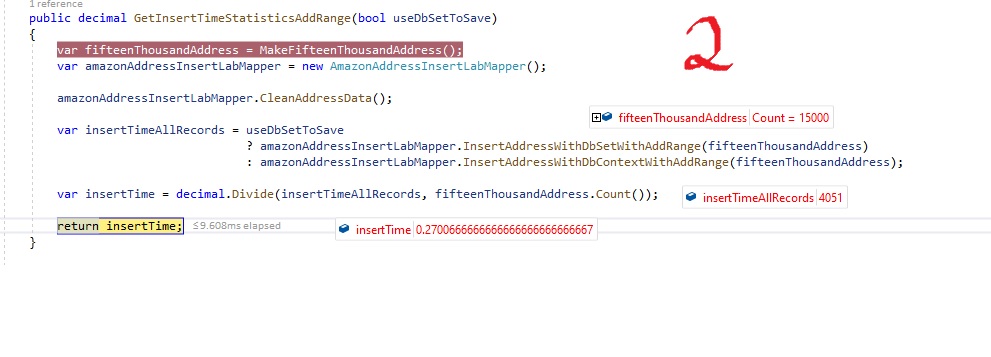 1 reference
public decimal GetInsertTimeStatisticsAddRange(bool useDbSetToSave)
2
{
var fifteenThousandAddress = MakeFifteenThousandAddress();
var amazonAddressInsertLabMapper = new AmazonAddressInsertLabMapper();
amazonAddressInsertLabMapper.CleanAddressData();
fifteenThousandAddress Count = 15000
var insertTimeAllRecords = useDbSetToSave
? amazonAddressInsertLabMapper.InsertAddressWithDbSetWithAddRange(fifteenThousandAddress)
: amazonAddressInsertLabMapper.InsertAddressWithDbContextWithAddRange(fifteenThousandAddress);
var insertTime = decimal.Divide(insertTimeAllRecords, fifteenThousandAddress.Count()); insertTimeAllRecords 4051
return insertTime; ≤9.608ms elapsed insertTime 0.2700666666666666666666666667
}